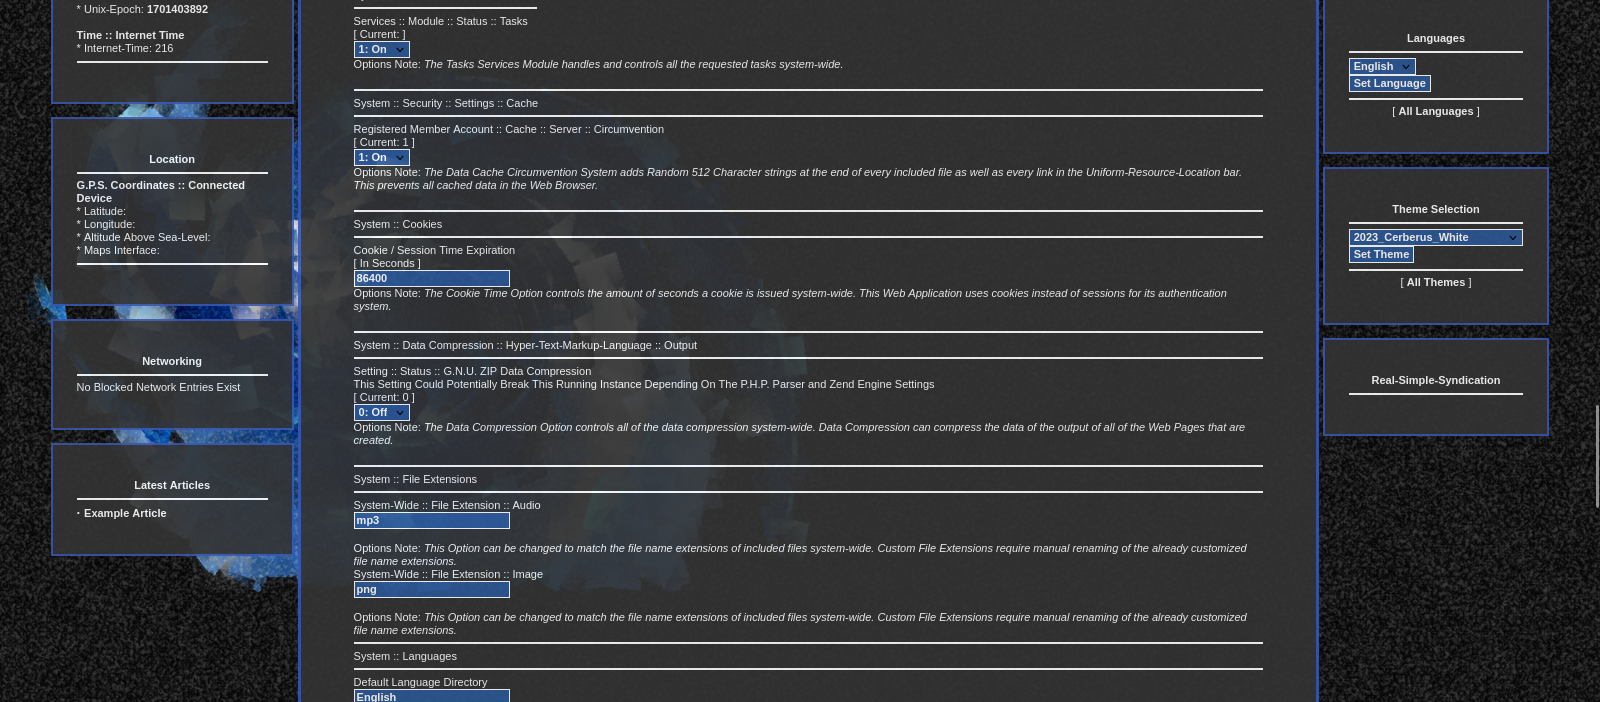 * Unix-Epoch: 1701403892
Time :: Internet Time
* Internet-Time: 216
Location
G.P.S. Coordinates :: Connected
Device
* Latitude:
* Longitude:
* Altitude Above Sea-Level:
* Maps Interface:
Networking
No Blocked Network Entries Exist
Latest Articles
· Example Article
Services :: Module :: Status :: Tasks
[ Current: ]
1: On
Options Note: The Tasks Services Module handles and controls all the requested tasks system-wide.
System :: Security :: Settings :: Cache
Registered Member Account :: Cache :: Server :: Circumvention
[ Current: 1 ]
1: On
Options Note: The Data Cache Circumvention System adds Random 512 Character strings at the end of every included file as well as every link in the Uniform-Resource-Location bar.
This prevents all cached data in the Web Browser.
System :: Cookies
Cookie / Session Time Expiration
[ In Seconds ]
86400
Options Note: The Cookie Time Option controls the amount of seconds a cookie is issued system-wide. This Web Application uses cookies instead of sessions for its authentication
system.
System :: Data Compression :: Hyper-Text-Markup-Language :: Output
Setting :: Status :: G.N.U. ZIP Data Compression
This Setting Could Potentially Break This Running Instance Depending On The P.H.P. Parser and Zend Engine Settings
[ Current: 0 ]
0: Off
Options Note: The Data Compression Option controls all of the data compression system-wide. Data Compression can compress the data of the output of all of the Web Pages that are
created.
System :: File Extensions
System-Wide :: File Extension :: Audio
mp3
Options Note: This Option can be changed to match the file name extensions of included files system-wide. Custom File Extensions require manual renaming of the already customized
file name extensions.
System-Wide :: File Extension :: Image
png
Options Note: This Option can be changed to match the file name extensions of included files system-wide. Custom File Extensions require manual renaming of the already customized
file name extensions.
System :: Languages
Default Language Directory
English
Languages
English
Set Language
[ All Languages ]
Theme Selection
2023_Cerberus_White
Set Theme
[ All Themes ]
Real-Simple-Syndication